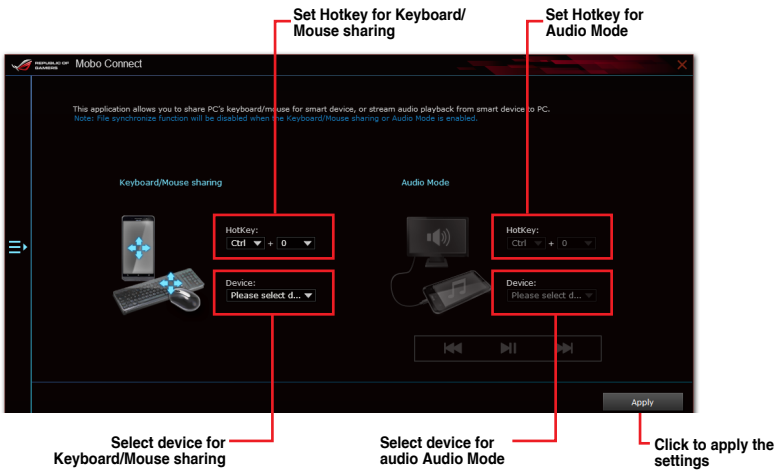 Set Hotkey for Keyboard/
Mouse sharing
Set Hotkey for
Audio Mode
REPUBLIC OF
GAMERS
Mobo Connect
This application allows you to share PC's keyboard/mouse for smart device, or stream audio playback from smart device to PC.
Note: File synchronize function will be disabled when the Keyboard/Mouse sharing or Audio Mode is enabled.
Keyboard/Mouse sharing
Audio Mode
HotKey:
Ctrl + 0
HotKey:
Ctrl + 0
Device:
Please select d...
Device:
Please select d...
Apply
Select device for
Keyboard/Mouse sharing
Select device for
audio Audio Mode
Click to apply the
settings